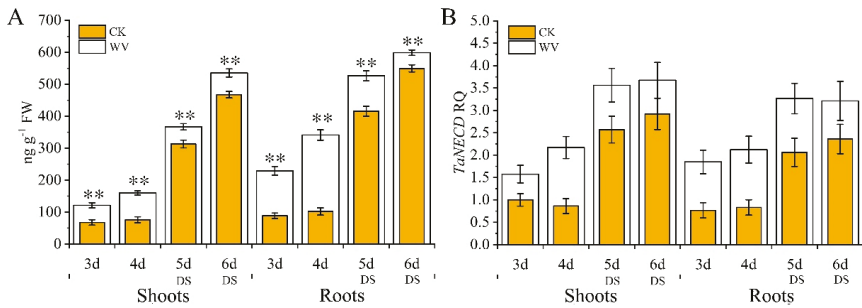 A
CK
WV
700
600
500
400
300
200
100
0
ng g⁻¹ FW
**
**
**
**
**
**
**
**
3d 4d 5d 6d 3d 4d 5d 6d
DS DS DS DS
Shoots Roots
B
CK
WV
5.0
4.5
4.0
3.5
3.0
2.5
2.0
1.5
1.0
0.5
0.0
TaNECD RQ
3d 4d 5d 6d 3d 4d 5d 6d
DS DS DS DS
Shoots Roots